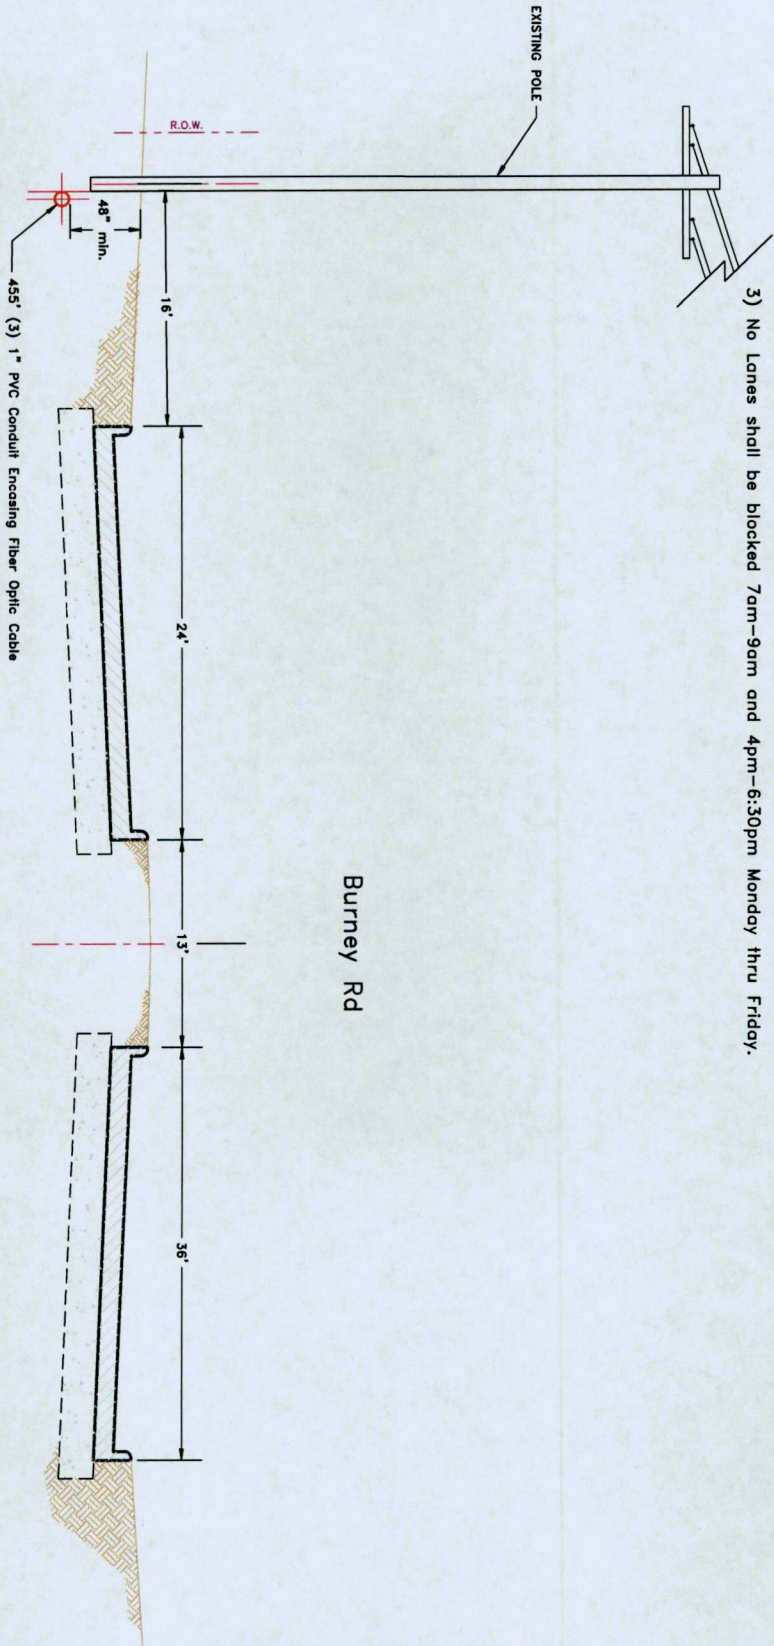 3) No Lanes shall be blocked 7am-9am and 4pm-6:30pm Monday thru Friday.
EXISTING POLE
Burney Rd
R.O.W.
16'
24'
13'
36'
48" min.
455' (3) 1" PVC Conduit Encasing Fiber Optic Cable